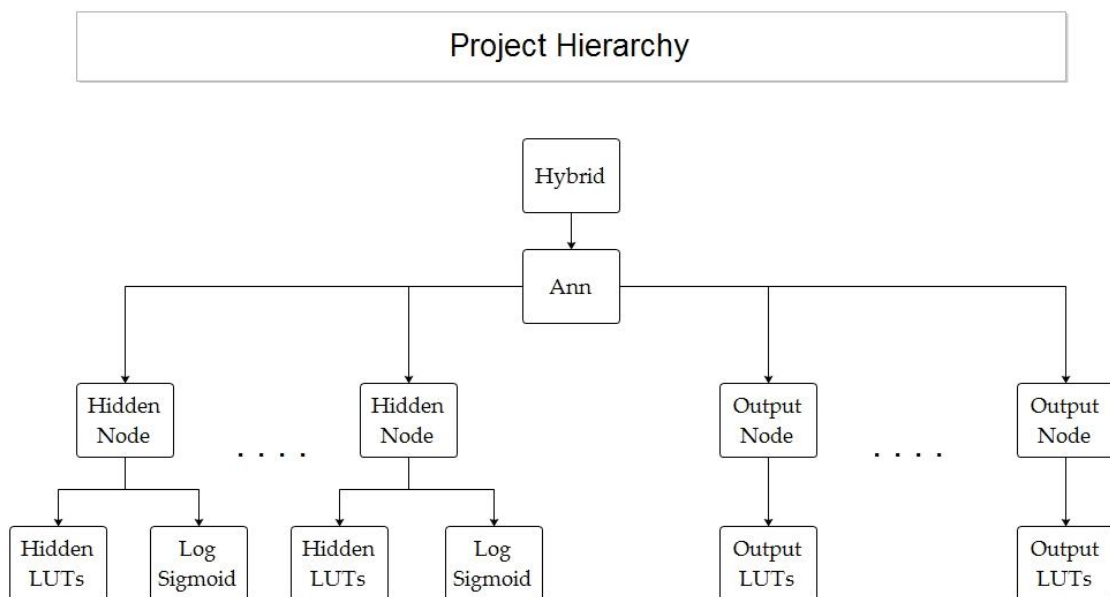 Project Hierarchy
Hybrid
Ann
Hidden
Node
Hidden
Node
Output
Node
Output
Node
. . . .
. . . .
Hidden
LUTs
Log
Sigmoid
Hidden
LUTs
Log
Sigmoid
Output
LUTs
Output
LUTs